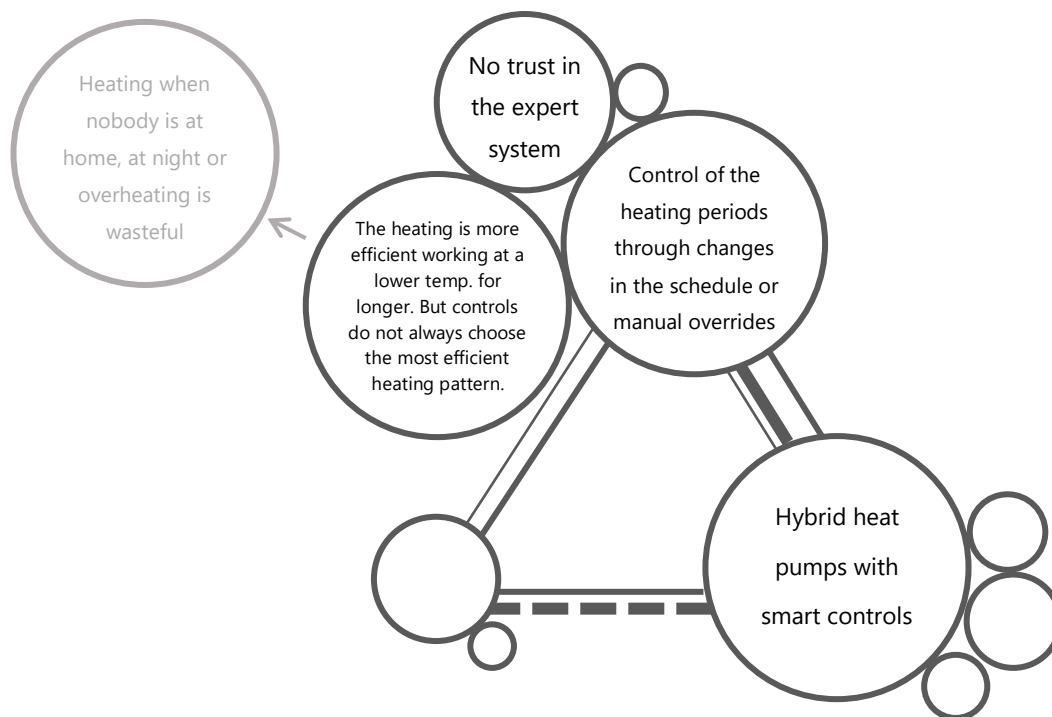 Heating when
nobody is at
home, at night or
overheating is
wasteful
No trust in
the expert
system
Control of the
heating periods
through changes
in the schedule or
manual overrides
The heating is more
efficient working at a
lower temp. for
longer. But controls
do not always choose
the most efficient
heating pattern.
Hybrid heat
pumps with
smart controls